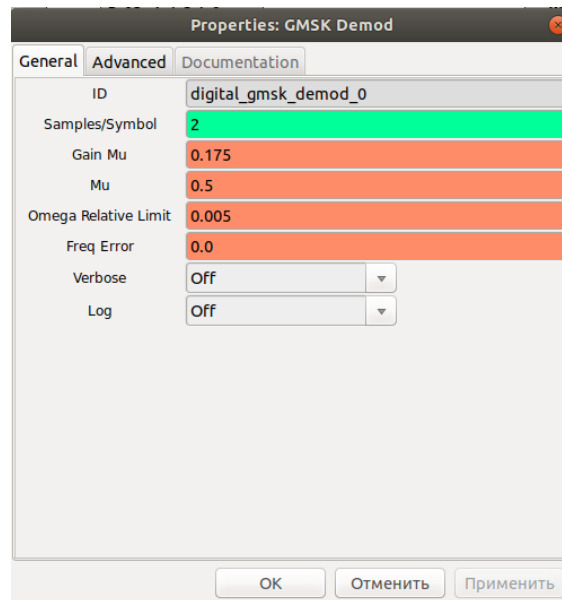 Properties: GMSK Demod
General Advanced Documentation
ID digital_gmsk_demod_0
Samples/Symbol 2
Gain Mu 0.175
Mu 0.5
Omega Relative Limit 0.005
Freq Error 0.0
Verbose Off
Log Off
OK Отменить Применить